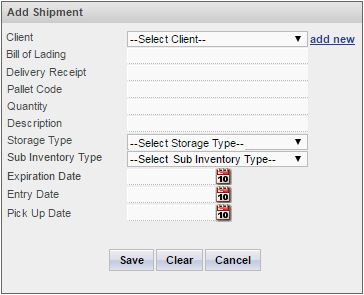 Add Shipment
Client --Select Client-- add new
Bill of Lading
Delivery Receipt
Pallet Code
Quantity
Description
Storage Type --Select Storage Type--
Sub Inventory Type --Select Sub Inventory Type--
Expiration Date 10
Entry Date 10
Pick Up Date 10
Save Clear Cancel